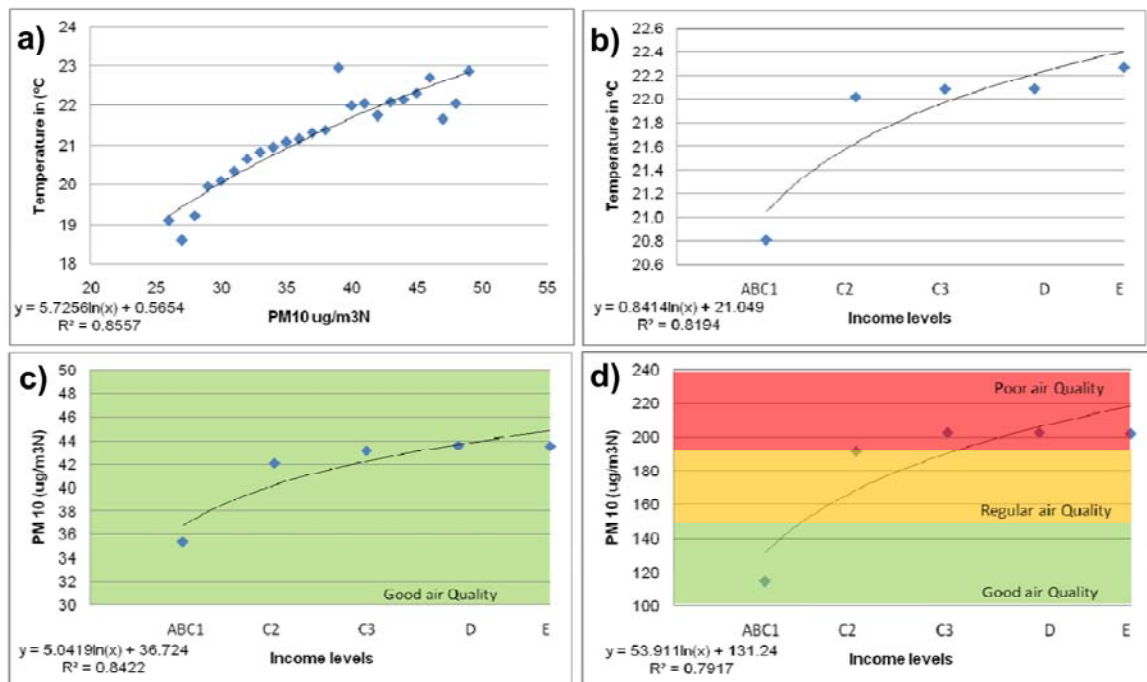 a)
24
23
22
21
20
19
18
Temperature in (ºC
20 25 30 35 40 45 50 55
PM10 ug/m3N
y = 5.7256ln(x) + 0.5654
R² = 0.8557
b)
22.6
22.4
22.2
22.0
21.8
21.6
21.4
21.2
21.0
20.8
20.6
Temperature in ºC
ABC1 C2 C3 D E
Income levels
y = 0.8414ln(x) + 21.049
R² = 0.8194
c)
50
48
46
44
42
40
38
36
34
32
30
PM 10 (ug/m3N)
Good air Quality
ABC1 C2 C3 D E
Income levels
y = 5.0419ln(x) + 36.724
R² = 0.8422
d)
240
220
200
180
160
140
120
100
PM 10 (ug/m3N)
Poor air Quality
Regular air Quality
Good air Quality
ABC1 C2 C3 D E
Income levels
y = 53.911ln(x) + 131.24
R² = 0.7917